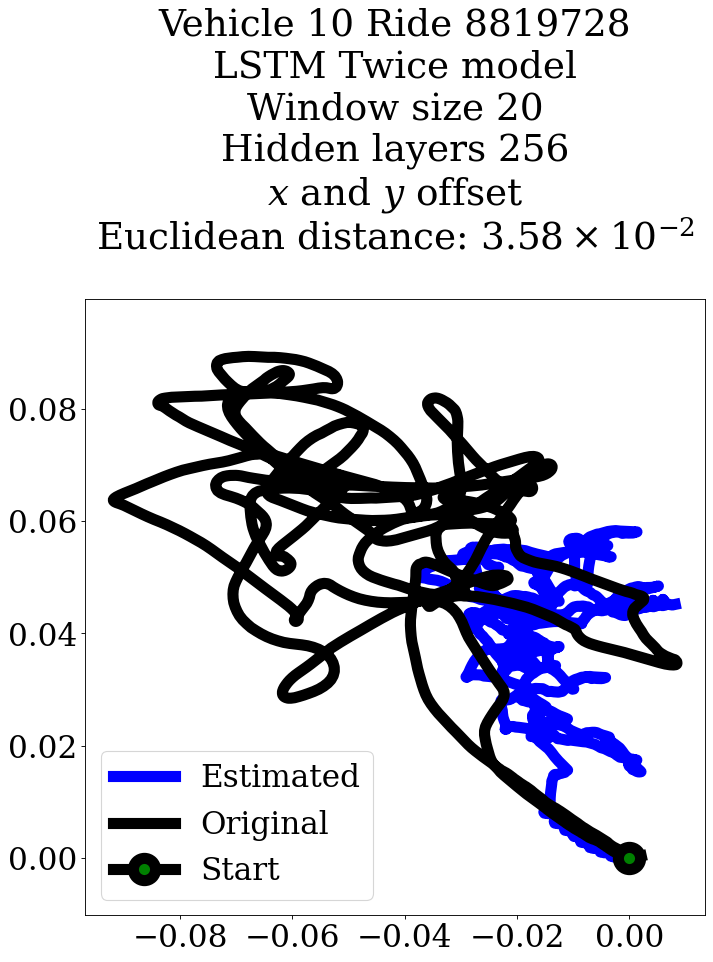 Vehicle 10 Ride 8819728
LSTM Twice model
Window size 20
Hidden layers 256
x and y offset
Euclidean distance: 3.58 × 10⁻²
0.08
0.06
0.04
0.02
0.00
Estimated
Original
Start
−0.08 −0.06 −0.04 −0.02 0.00